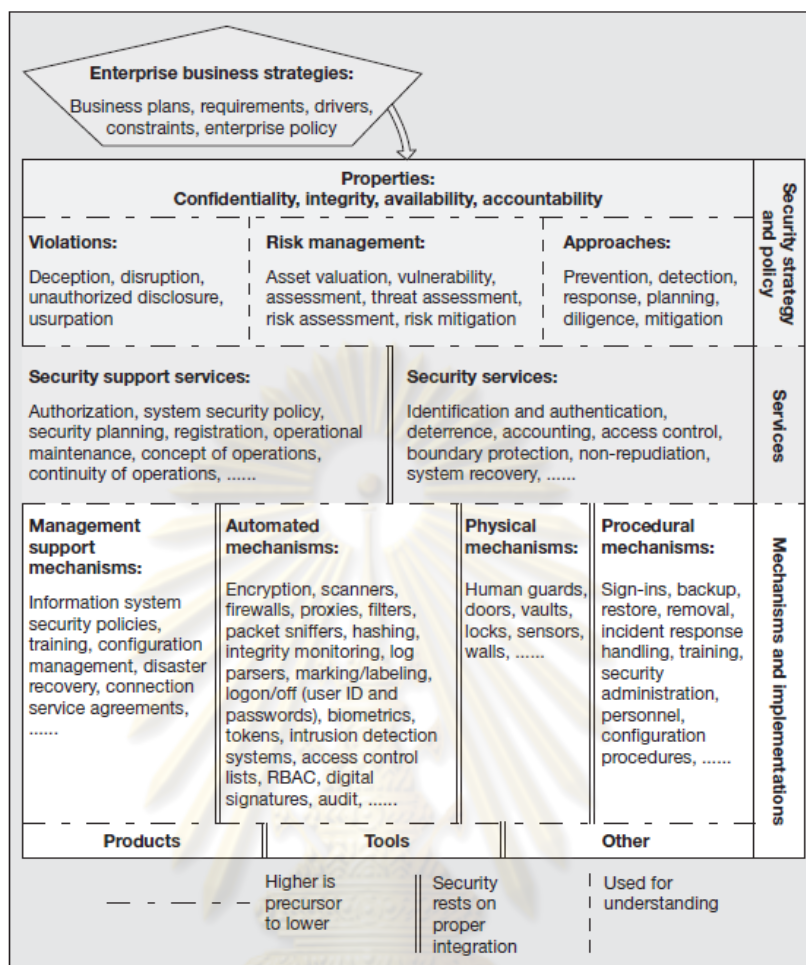 Enterprise business strategies:
Business plans, requirements, drivers,
constraints, enterprise policy
Properties:
Confidentiality, integrity, availability, accountability
Violations:
Deception, disruption,
unauthorized disclosure,
usurpation
Risk management:
Asset valuation, vulnerability,
assessment, threat assessment,
risk assessment, risk mitigation
Approaches:
Prevention, detection,
response, planning,
diligence, mitigation
Security strategy
and policy
Security support services:
Authorization, system security policy,
security planning, registration, operational
maintenance, concept of operations,
continuity of operations, ......
Security services:
Identification and authentication,
deterrence, accounting, access control,
boundary protection, non-repudiation,
system recovery, ......
Services
Management
support
mechanisms:
Information system
security policies,
training, configuration
management, disaster
recovery, connection
service agreements,
......
Automated
mechanisms:
Encryption, scanners,
firewalls, proxies, filters,
packet sniffers, hashing,
integrity monitoring, log
parsers, marking/labeling,
logon/off (user ID and
passwords), biometrics,
tokens, intrusion detection
systems, access control
lists, RBAC, digital
signatures, audit, ......
Physical
mechanisms:
Human guards,
doors, vaults,
locks, sensors,
walls, ......
Procedural
mechanisms:
Sign-ins, backup,
restore, removal,
incident response
handling, training,
security
administration,
personnel,
configuration
procedures, ......
Mechanisms and implementations
Products
Tools
Other
Higher is
precursor
to lower
Security
rests on
proper
integration
Used for
understanding